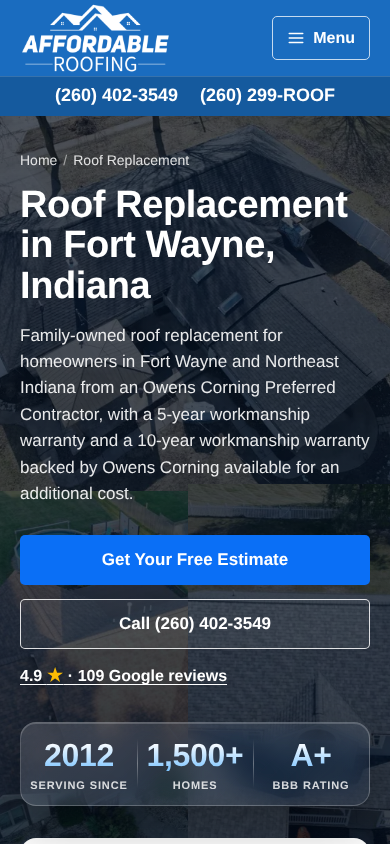 AFFORDABLE
ROOFING
Menu
(260) 402-3549 (260) 299-ROOF
Home / Roof Replacement
Roof Replacement
in Fort Wayne,
Indiana
Family-owned roof replacement for
homeowners in Fort Wayne and Northeast
Indiana from an Owens Corning Preferred
Contractor, with a 5-year workmanship
warranty and a 10-year workmanship warranty
backed by Owens Corning available for an
additional cost.
Get Your Free Estimate
Call (260) 402-3549
4.9 ★ · 109 Google reviews
2012 1,500+ A+
SERVING SINCE HOMES BBB RATING